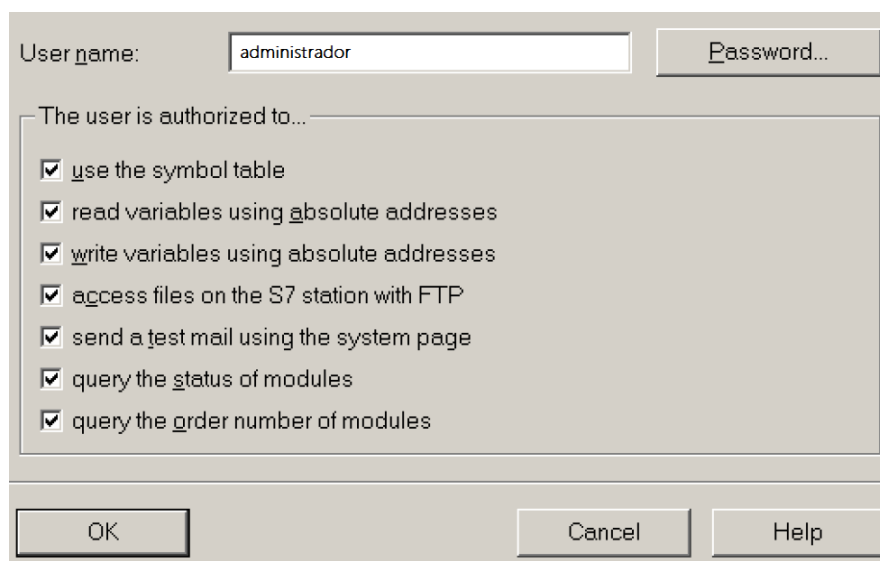 User name: administrador Password...
The user is authorized to...
use the symbol table
read variables using absolute addresses
write variables using absolute addresses
access files on the S7 station with FTP
send a test mail using the system page
query the status of modules
query the order number of modules
OK Cancel Help